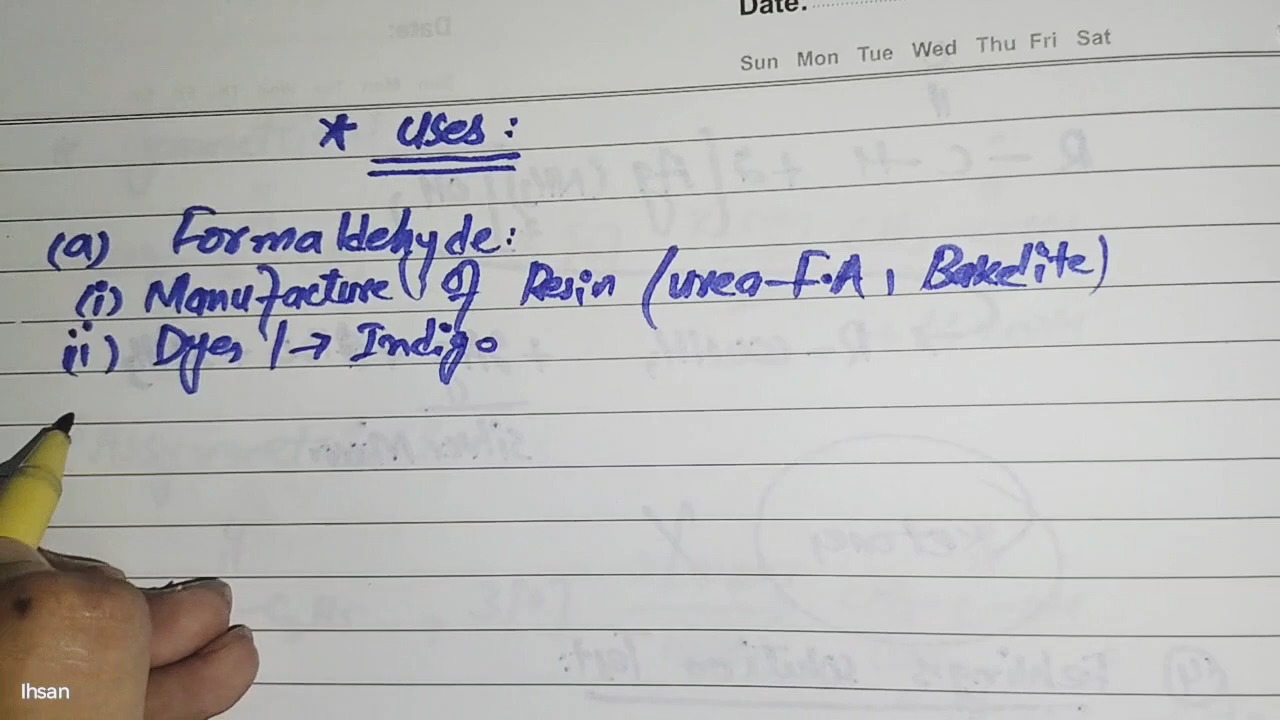 Date:
Sun Mon Tue Wed Thu Fri Sat
* Uses:
(a) Formaldehyde:
(i) Manufacture of Resin (urea-F.A, Bakelite)
ii) Dyes → Indigo
Ihsan